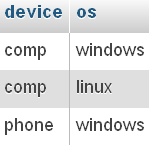 device os
comp windows
comp linux
phone windows